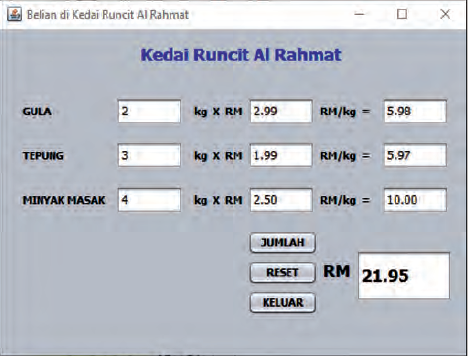 Belian di Kedai Runcit Al Rahmat
Kedai Runcit Al Rahmat
GULA 2 kg X RM 2.99 RM/kg = 5.98
TEPUNG 3 kg X RM 1.99 RM/kg = 5.97
MINYAK MASAK 4 kg X RM 2.50 RM/kg = 10.00
JUMLAH
RESET RM 21.95
KELUAR